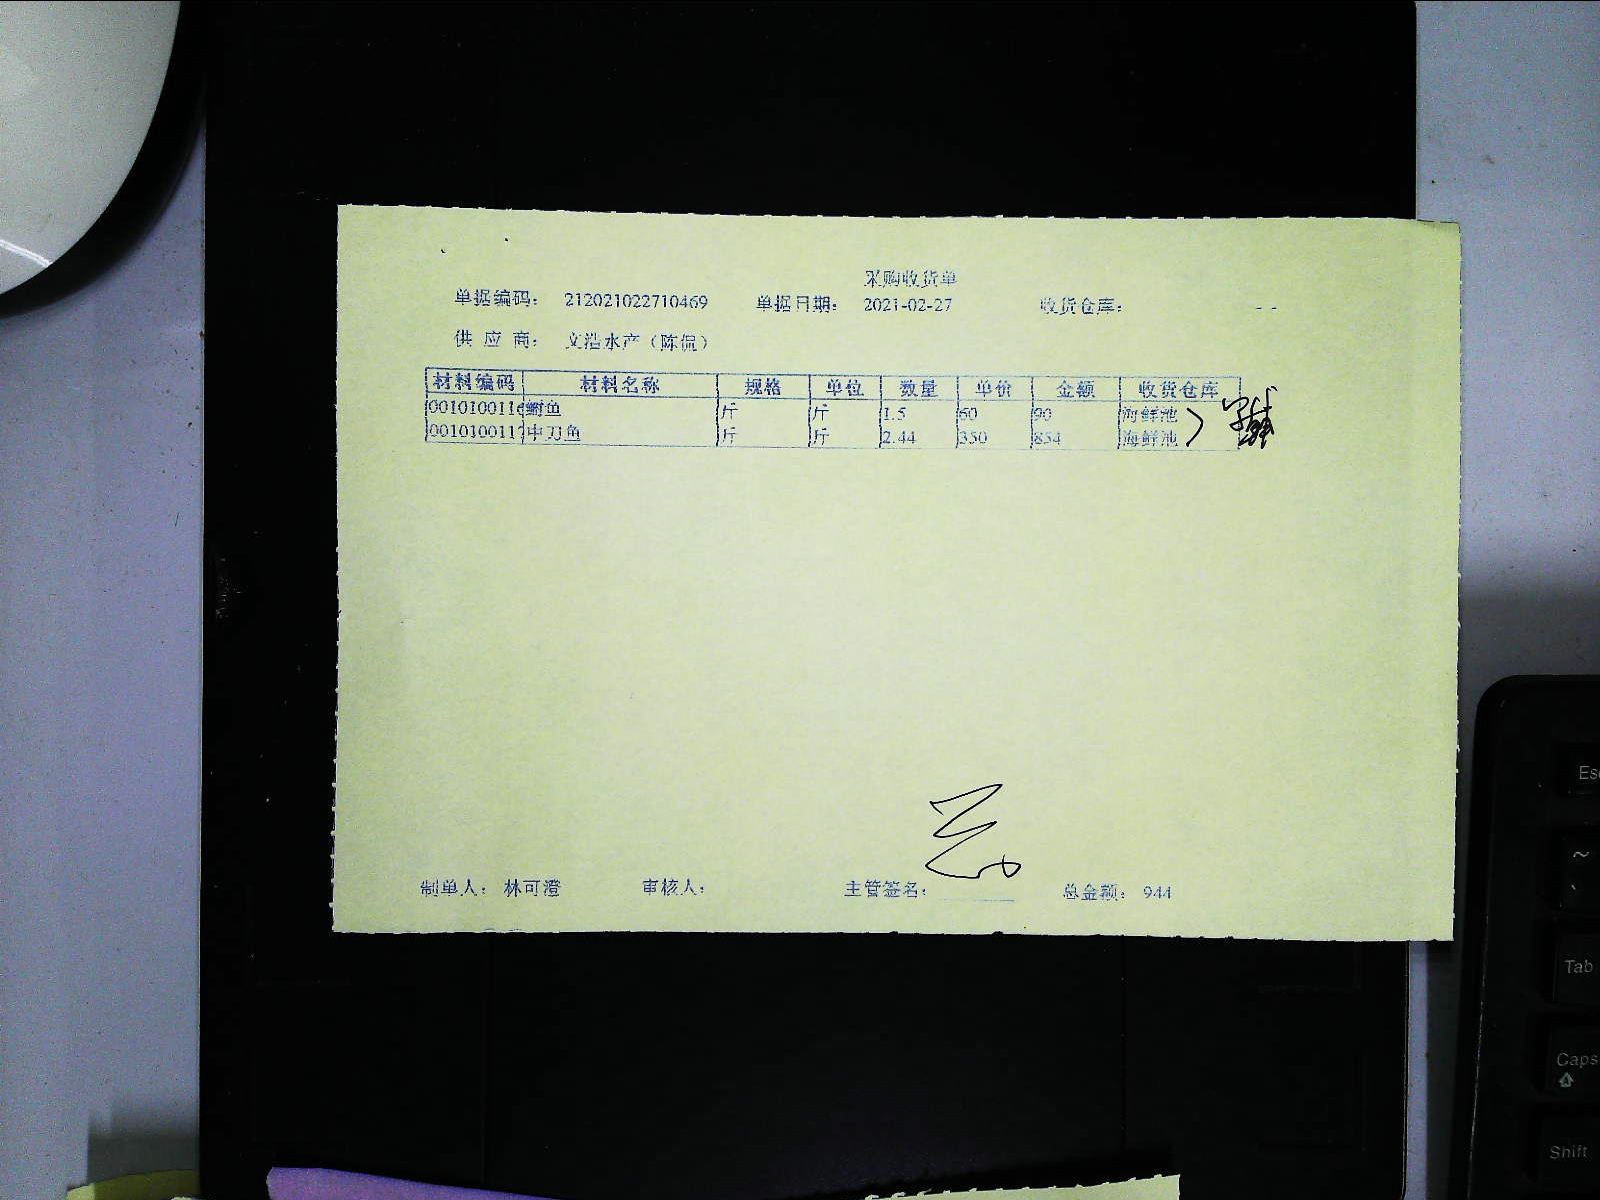 采购收货单
单据编码： 212021022710469 单据日期： 2021-02-27 收货仓库： - -
供 应 商： 文浩水产（陈侃）
材料编码 材料名称 规格 单位 数量 单价 金额 收货仓库
001010011 鲥鱼 斤 斤 1.5 60 90 海鲜池
001010011 中刀鱼 斤 斤 2.44 350 854 海鲜池
制单人： 林可澄 审核人： 主管签名： 总金额： 944
Esc
~
Tab
Caps
Shift